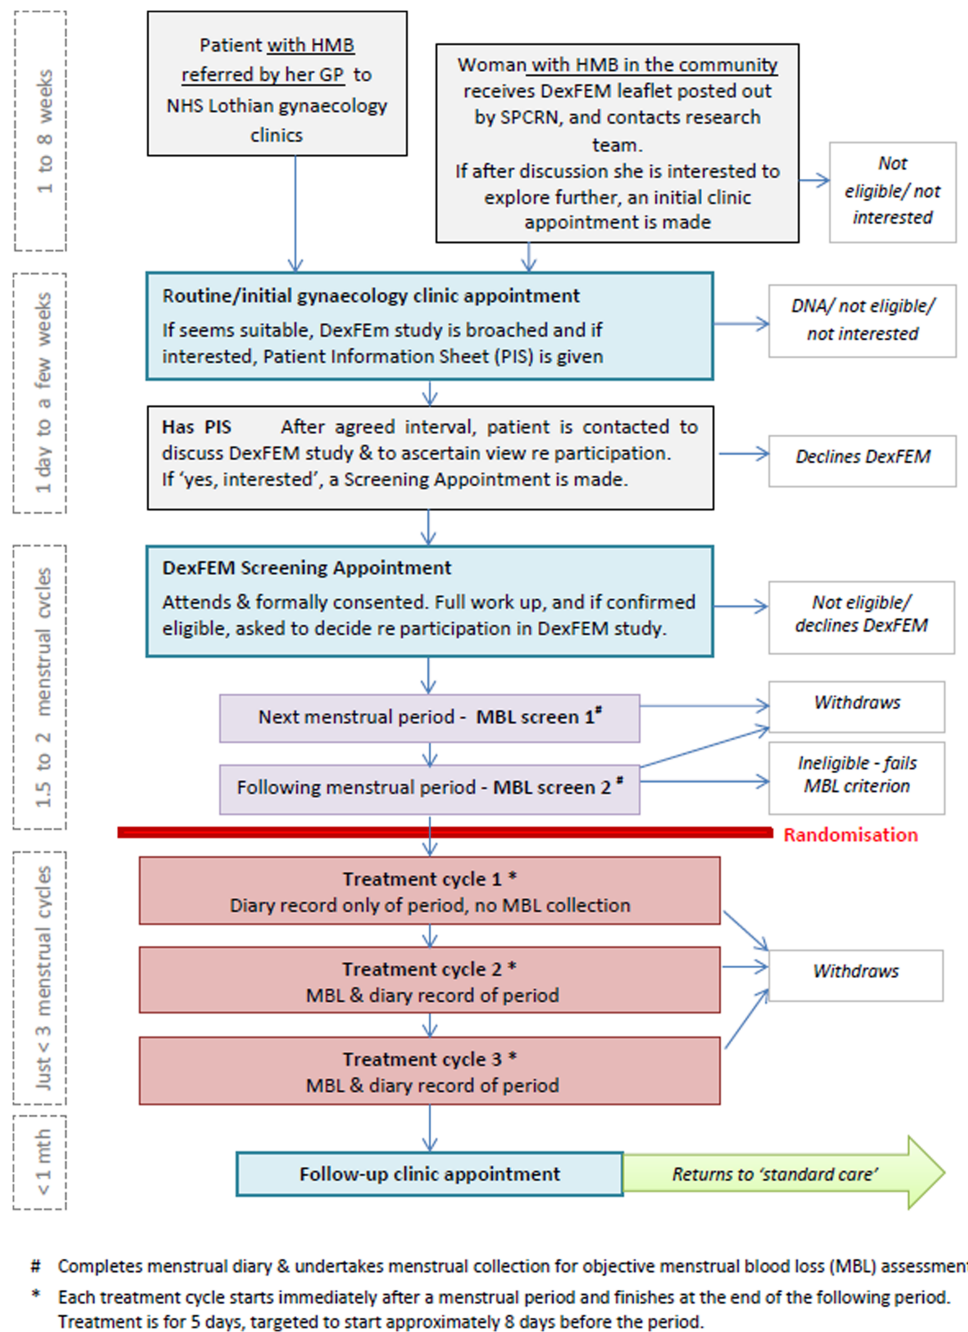 1 to 8 weeks
Patient with HMB
referred by her GP to
NHS Lothian gynaecology
clinics
Woman with HMB in the community
receives DexFEM leaflet posted out
by SPCRN, and contacts research
team.
If after discussion she is interested to
explore further, an initial clinic
appointment is made
Not
eligible/ not
interested
1 day to a few weeks
Routine/initial gynaecology clinic appointment
If seems suitable, DexFEm study is broached and if
interested, Patient Information Sheet (PIS) is given
DNA/ not eligible/
not interested
Has PIS After agreed interval, patient is contacted to
discuss DexFEM study & to ascertain view re participation.
If ‘yes, interested’, a Screening Appointment is made.
Declines DexFEM
1.5 to 2 menstrual cycles
DexFEM Screening Appointment
Attends & formally consented. Full work up, and if confirmed
eligible, asked to decide re participation in DexFEM study.
Not eligible/
declines DexFEM
Next menstrual period - MBL screen 1#
Withdraws
Following menstrual period - MBL screen 2 #
Ineligible - fails
MBL criterion
Randomisation
Just < 3 menstrual cycles
Treatment cycle 1 *
Diary record only of period, no MBL collection
Treatment cycle 2 *
MBL & diary record of period
Withdraws
Treatment cycle 3 *
MBL & diary record of period
< 1 mth
Follow-up clinic appointment
Returns to ‘standard care’
# Completes menstrual diary & undertakes menstrual collection for objective menstrual blood loss (MBL) assessment
* Each treatment cycle starts immediately after a menstrual period and finishes at the end of the following period.
Treatment is for 5 days, targeted to start approximately 8 days before the period.